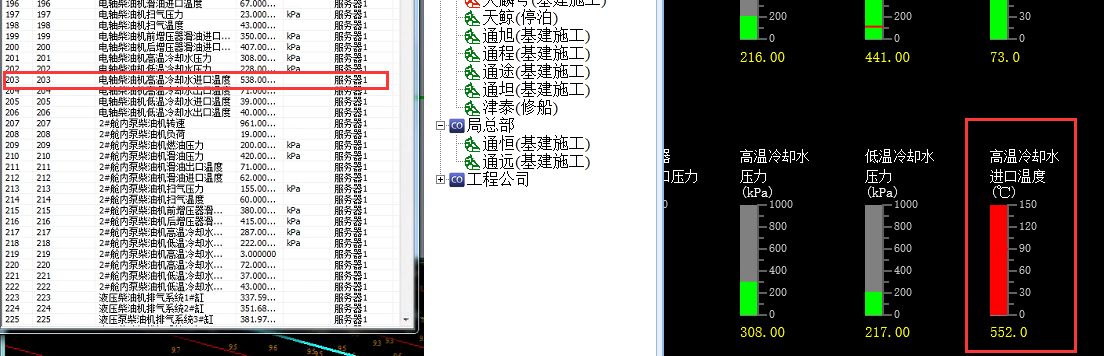 196 196 电轴柴油机滑油进口温度 67.000... 服务器1
197 197 电轴柴油机扫气压力 23.000... kPa 服务器1
198 198 电轴柴油机扫气温度 43.000... 服务器1
199 199 电轴柴油机前增压器滑油进口... 350.00... kPa 服务器1
200 200 电轴柴油机后增压器滑油进口... 407.00... kPa 服务器1
201 201 电轴柴油机高温冷却水压力 308.00... kPa 服务器1
202 202 电轴柴油机低温冷却水压力 228.00... kPa 服务器1
203 203 电轴柴油机高温冷却水进口温度 538.00... 服务器1
204 204 电轴柴油机高温冷却水出口温度 71.000... 服务器1
205 205 电轴柴油机低温冷却水进口温度 39.000... 服务器1
206 206 电轴柴油机低温冷却水出口温度 40.000... 服务器1
207 207 2#舱内泵柴油机转速 961.00... 服务器1
208 208 2#舱内泵柴油机负荷 19.000... 服务器1
209 209 2#舱内泵柴油机燃油压力 200.00... kPa 服务器1
210 210 2#舱内泵柴油机滑油压力 420.00... kPa 服务器1
211 211 2#舱内泵柴油机滑油出口温度 71.000... 服务器1
212 212 2#舱内泵柴油机滑油进口温度 62.000... 服务器1
213 213 2#舱内泵柴油机扫气压力 155.00... kPa 服务器1
214 214 2#舱内泵柴油机扫气温度 60.000... 服务器1
215 215 2#舱内泵柴油机前增压器滑... 380.00... kPa 服务器1
216 216 2#舱内泵柴油机后增压器滑... 415.00... kPa 服务器1
217 217 2#舱内泵柴油机高温冷却水... 287.00... kPa 服务器1
218 218 2#舱内泵柴油机低温冷却水... 222.00... kPa 服务器1
219 219 2#舱内泵柴油机高温冷却水... 3.000000 服务器1
220 220 2#舱内泵柴油机高温冷却水... 72.000... 服务器1
221 221 2#舱内泵柴油机低温冷却水... 37.000... 服务器1
222 222 2#舱内泵柴油机低温冷却水... 43.000... 服务器1
223 223 液压柴油机排气系统1#缸 337.59... 服务器1
224 224 液压柴油机排气系统2#缸 351.68... 服务器1
225 225 液压泵柴油机排气系统3#缸 381.97... 服务器1
97 95 93 93 95
天麟号(基建施工)
天鲸(停泊)
通旭(基建施工)
通程(基建施工)
通途(基建施工)
通坦(基建施工)
津泰(修船)
CO 局总部
通恒(基建施工)
通远(基建施工)
CO 工程公司
200 200 30
0 0 0
216.00 441.00 73.0
口压力
高温冷却水
压力
(kPa)
1000
800
600
400
200
0
308.00
低温冷却水
压力
(kPa)
1000
800
600
400
200
0
217.00
高温冷却水
进口温度
(℃)
150
120
90
60
30
0
552.0